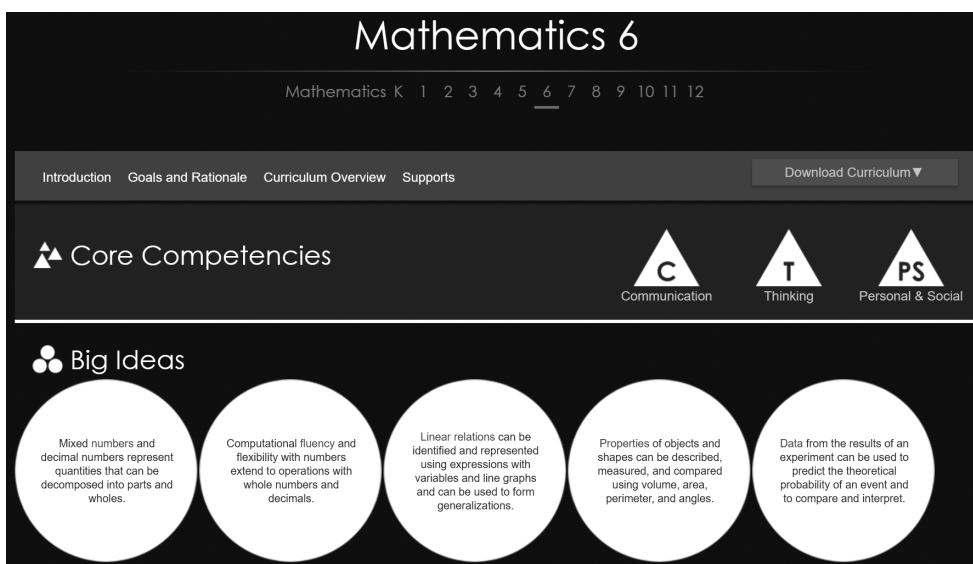 Mathematics 6
Mathematics K 1 2 3 4 5 6 7 8 9 10 11 12
Introduction Goals and Rationale Curriculum Overview Supports Download Curriculum▼
Core Competencies
C
Communication
T
Thinking
PS
Personal & Social
Big Ideas
Mixed numbers and
decimal numbers represent
quantities that can be
decomposed into parts and
wholes.
Computational fluency and
flexibility with numbers
extend to operations with
whole numbers and
decimals.
Linear relations can be
identified and represented
using expressions with
variables and line graphs
and can be used to form
generalizations.
Properties of objects and
shapes can be described,
measured, and compared
using volume, area,
perimeter, and angles.
Data from the results of an
experiment can be used to
predict the theoretical
probability of an event and
to compare and interpret.